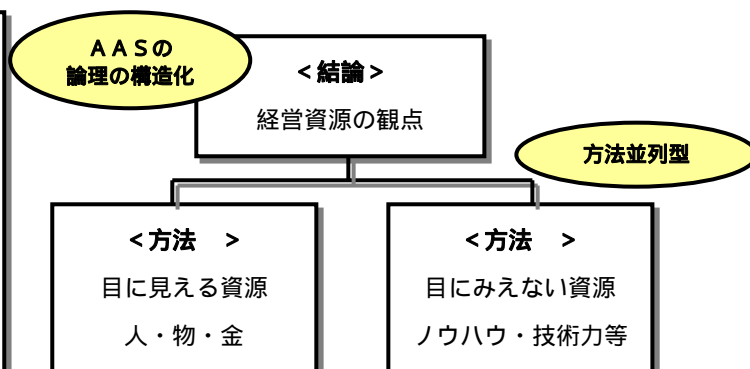 ＡＡＳの
論理の構造化
＜結論＞
経営資源の観点
方法並列型
＜方法　＞
目に見える資源
人・物・金
＜方法　＞
目にみえない資源
ノウハウ・技術力等